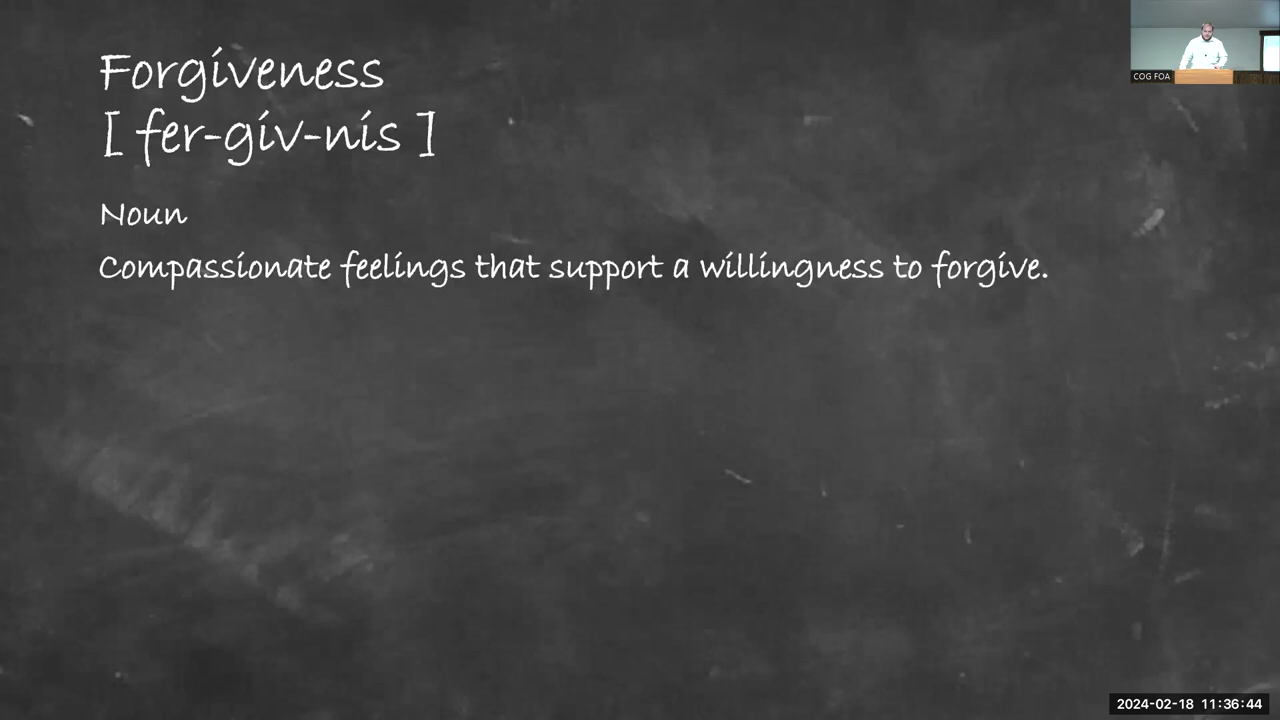 Forgiveness
[ fer-giv-nis ]
Noun
Compassionate feelings that support a willingness to forgive.
COG FOA
2024-02-18 11:36:44